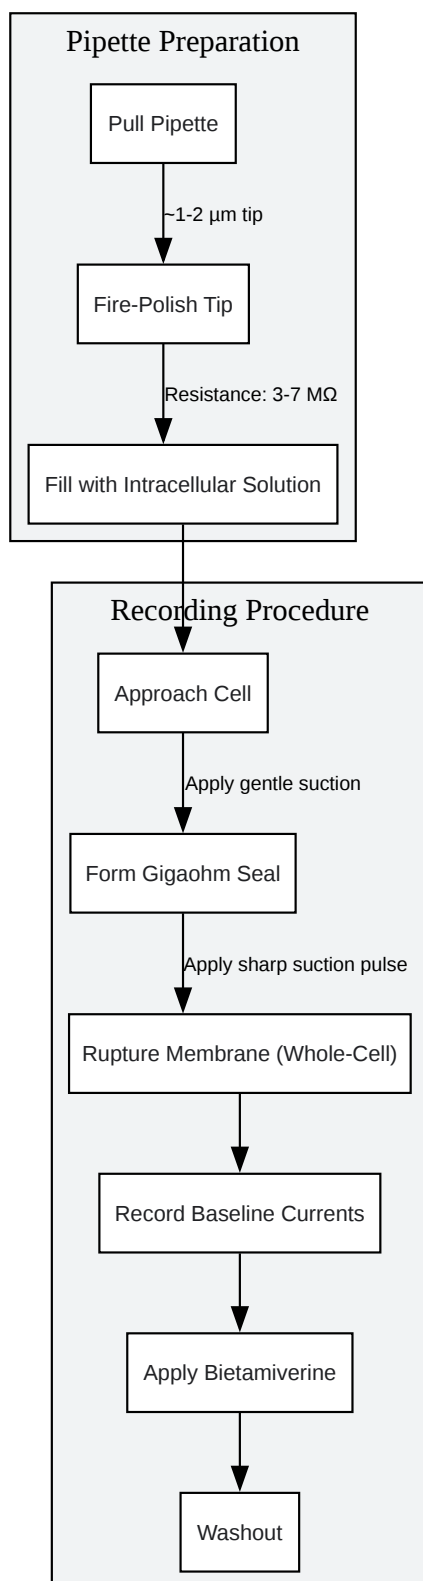 Pipette Preparation
Pull Pipette
~1-2 µm tip
Fire-Polish Tip
Resistance: 3-7 MΩ
Fill with Intracellular Solution
Recording Procedure
Approach Cell
Apply gentle suction
Form Gigaohm Seal
Apply sharp suction pulse
Rupture Membrane (Whole-Cell)
Record Baseline Currents
Apply Bietamiverine
Washout